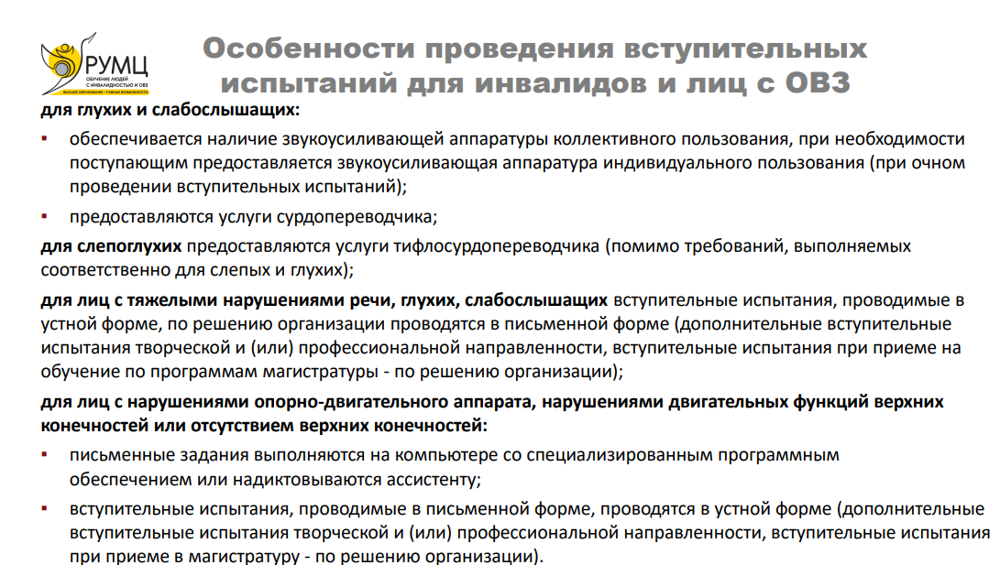 РУМЦ
ОБУЧЕНИЕ ЛЮДЕЙ
С ИНВАЛИДНОСТЬЮ И ОВЗ
ВЫСШЕЕ ОБРАЗОВАНИЕ - РАВНЫЕ ВОЗМОЖНОСТИ
Особенности проведения вступительных
испытаний для инвалидов и лиц с ОВЗ
для глухих и слабослышащих:
▪ обеспечивается наличие звукоусиливающей аппаратуры коллективного пользования, при необходимости
поступающим предоставляется звукоусиливающая аппаратура индивидуального пользования (при очном
проведении вступительных испытаний);
▪ предоставляются услуги сурдопереводчика;
для слепоглухих предоставляются услуги тифлосурдопереводчика (помимо требований, выполняемых
соответственно для слепых и глухих);
для лиц с тяжелыми нарушениями речи, глухих, слабослышащих вступительные испытания, проводимые в
устной форме, по решению организации проводятся в письменной форме (дополнительные вступительные
испытания творческой и (или) профессиональной направленности, вступительные испытания при приеме на
обучение по программам магистратуры - по решению организации);
для лиц с нарушениями опорно-двигательного аппарата, нарушениями двигательных функций верхних
конечностей или отсутствием верхних конечностей:
▪ письменные задания выполняются на компьютере со специализированным программным
обеспечением или надиктовываются ассистенту;
▪ вступительные испытания, проводимые в письменной форме, проводятся в устной форме (дополнительные
вступительные испытания творческой и (или) профессиональной направленности, вступительные испытания
при приеме в магистратуру - по решению организации).